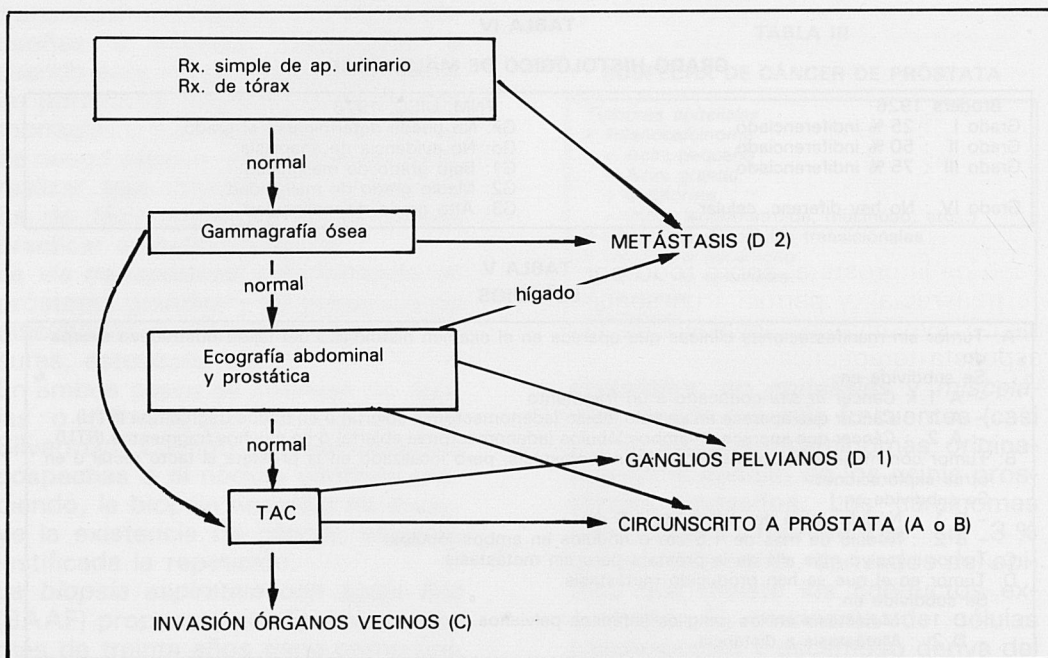 Rx. simple de ap. urinario
Rx. de tórax
normal
Gammagrafía ósea
METÁSTASIS (D 2)
normal
hígado
Ecografía abdominal
y prostática
normal
GANGLIOS PELVIANOS (D 1)
TAC
CIRCUNSCRITO A PRÓSTATA (A o B)
INVASIÓN ÓRGANOS VECINOS (C)